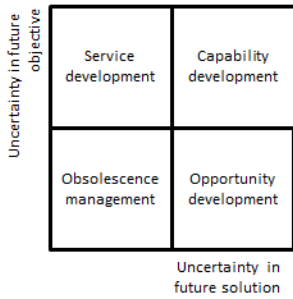 Uncertainty in future
objective
Service
development
Capability
development
Obsolescence
management
Opportunity
development
Uncertainty in
future solution